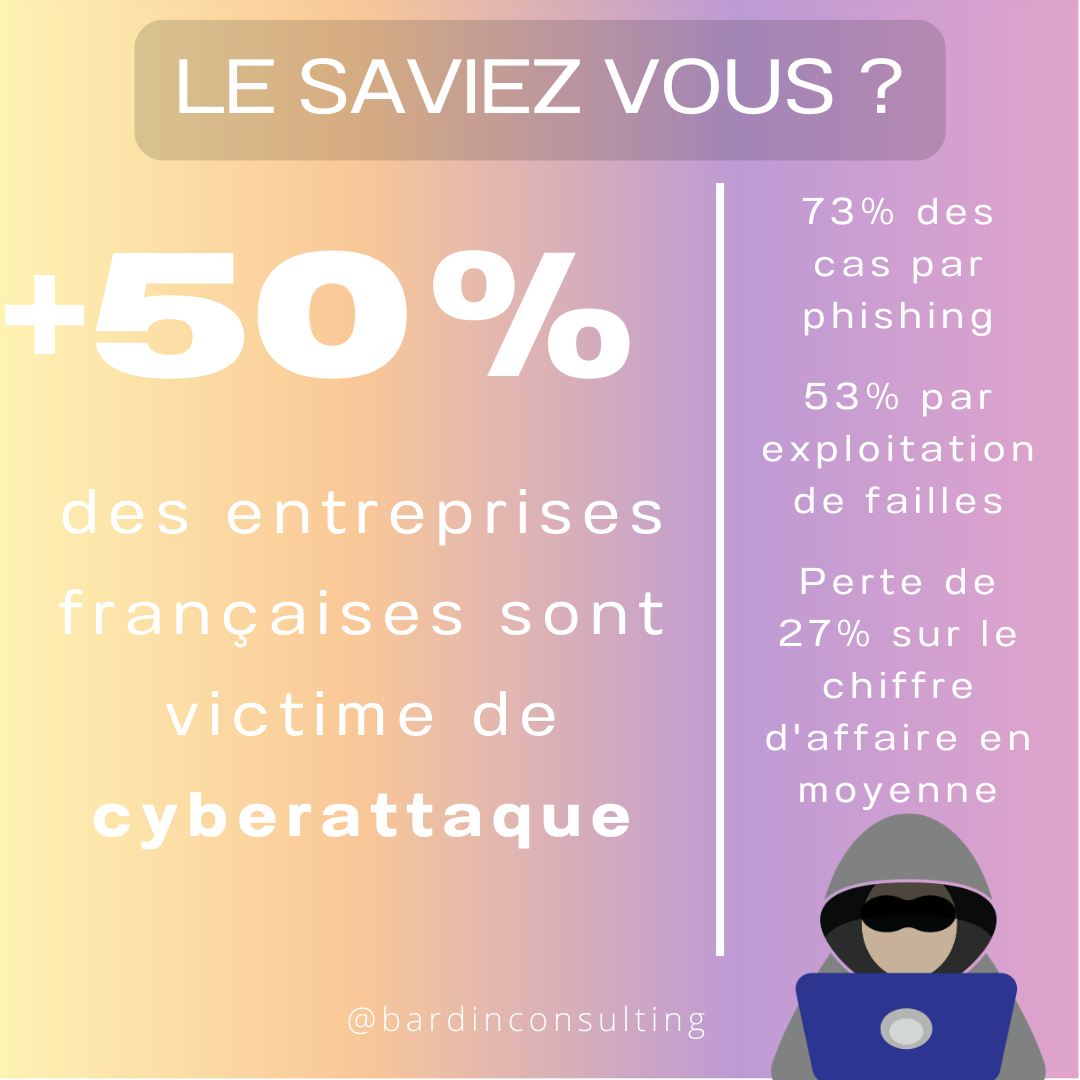 LE SAVIEZ VOUS ?
+50%
des entreprises
françaises sont
victime de
cyberattaque
73% des
cas par
phishing
53% par
exploitation
de failles
Perte de
27% sur le
chiffre
d'affaire en
moyenne
@bardinconsulting